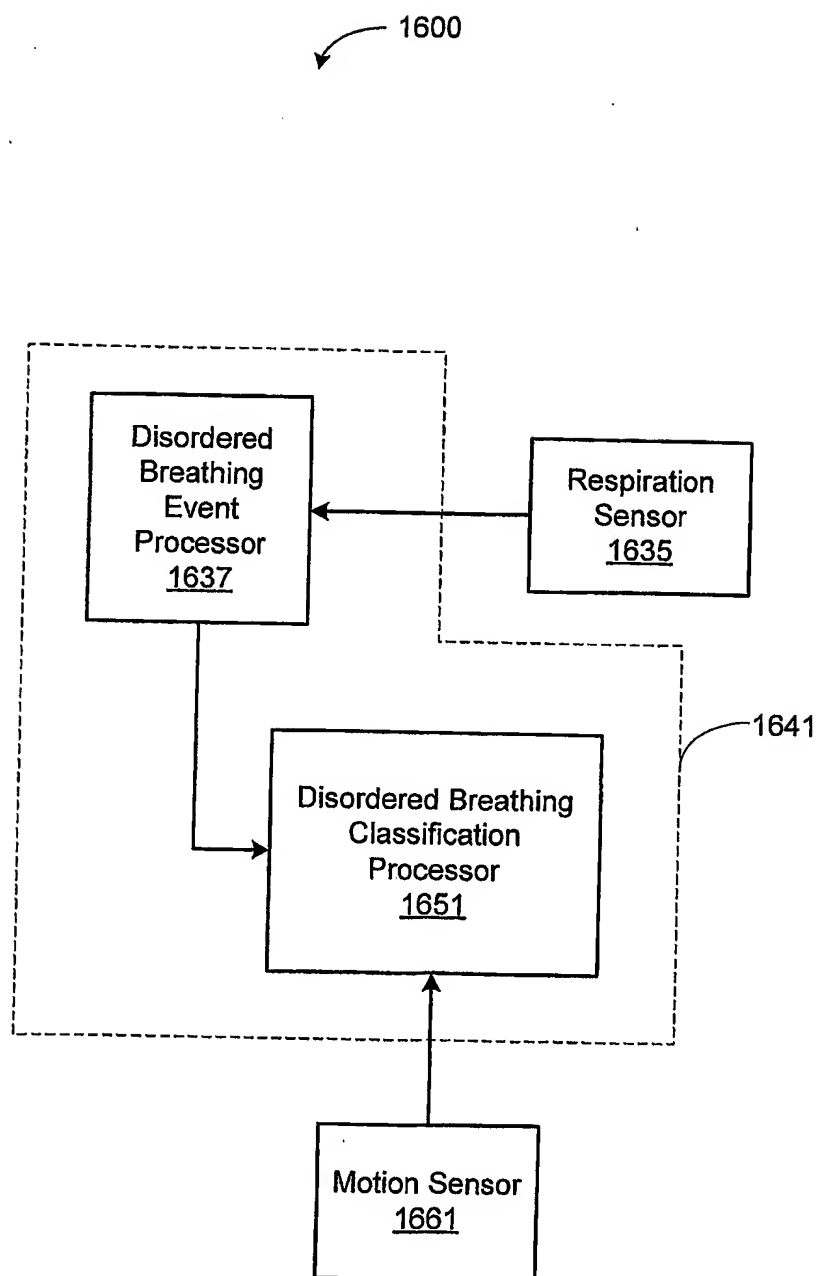 1600
Disordered
Breathing
Event
Processor
1637
Respiration
Sensor
1635
1641
Disordered Breathing
Classification
Processor
1651
Motion Sensor
1661